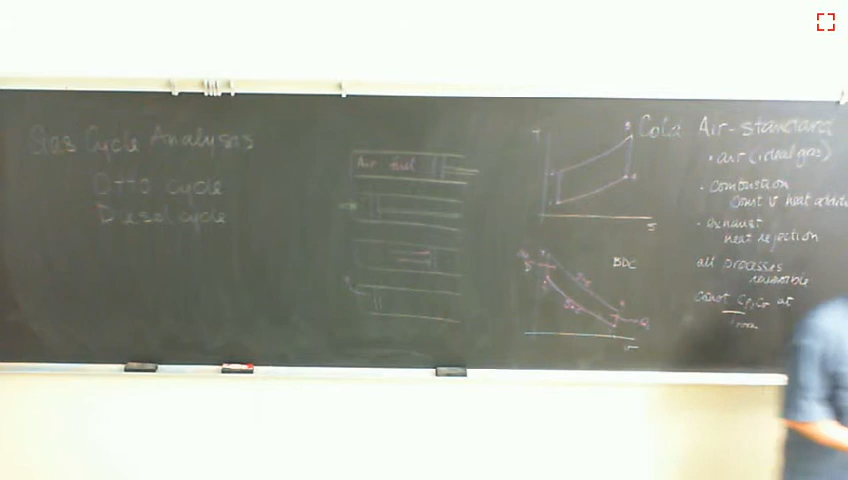 Gas Cycle Analysis
Otto cycle
Diesel cycle
Air fuel
T
s
BDC
v
Cold Air-standard
• air (ideal gas)
• Combustion
Const v heat additi
• exhaust
heat rejection
all processes
reversible
const Cp, Cv at
Troom